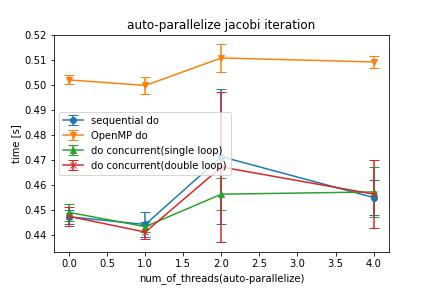 auto-parallelize jacobi iteration
0.52
0.51
0.50
0.49
0.48
0.47
0.46
0.45
0.44
time [s]
sequential do
OpenMP do
do concurrent(single loop)
do concurrent(double loop)
0.0 0.5 1.0 1.5 2.0 2.5 3.0 3.5 4.0
num_of_threads(auto-parallelize)